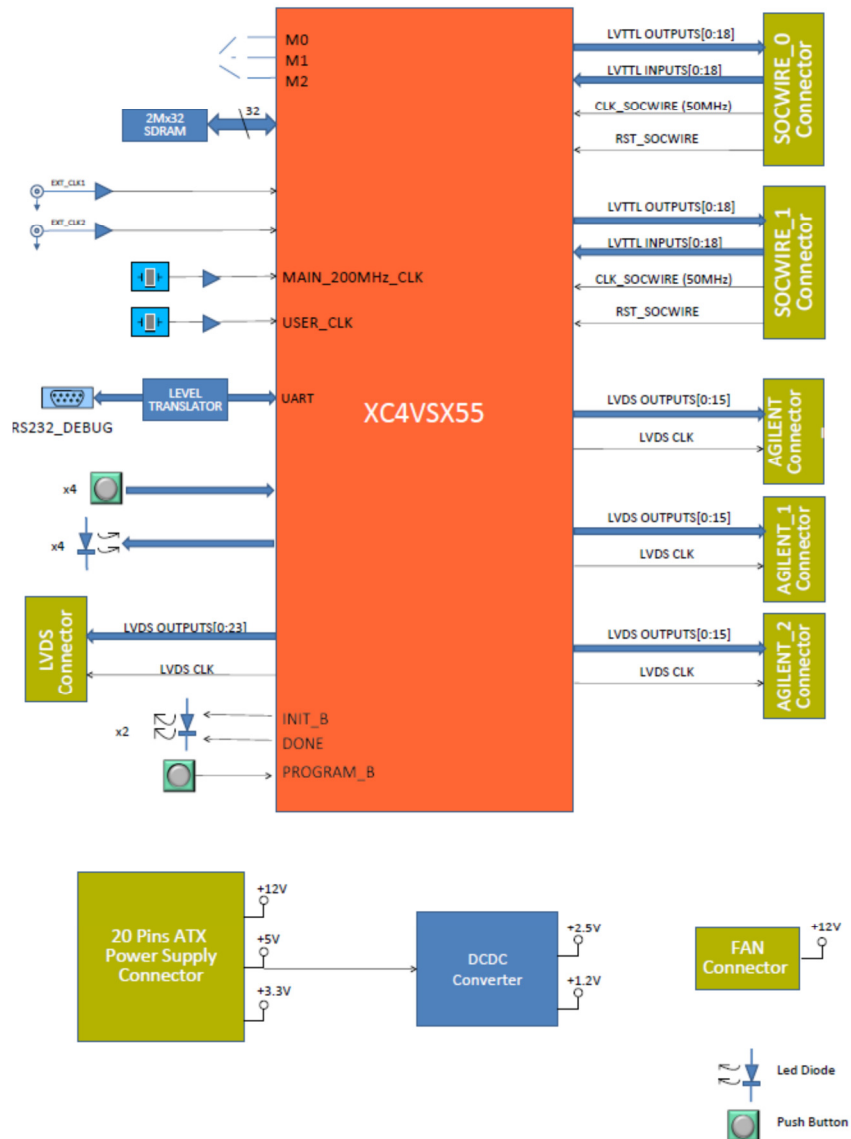 M0
M1
M2
32
2Mx32
SDRAM
EXT_CLK1
EXT_CLK2
MAIN_200MHz_CLK
USER_CLK
LEVEL
TRANSLATOR
UART
RS232_DEBUG
x4
x4
LVDS
Connector
LVDS OUTPUTS[0:23]
LVDS CLK
x2
INIT_B
DONE
PROGRAM_B
XC4VSX55
LVTTL OUTPUTS[0:18]
LVTTL INPUTS[0:18]
CLK_SOCWIRE (50MHz)
RST_SOCWIRE
SOCWIRE_0
Connector
LVTTL OUTPUTS[0:18]
LVTTL INPUTS[0:18]
CLK_SOCWIRE (50MHz)
RST_SOCWIRE
SOCWIRE_1
Connector
LVDS OUTPUTS[0:15]
LVDS CLK
AGILENT
Connector
LVDS OUTPUTS[0:15]
LVDS CLK
AGILENT_1
Connector
LVDS OUTPUTS[0:15]
LVDS CLK
AGILENT_2
Connector
20 Pins ATX
Power Supply
Connector
+12V
+5V
+3.3V
DCDC
Converter
+2.5V
+1.2V
FAN
Connector
+12V
Led Diode
Push Button